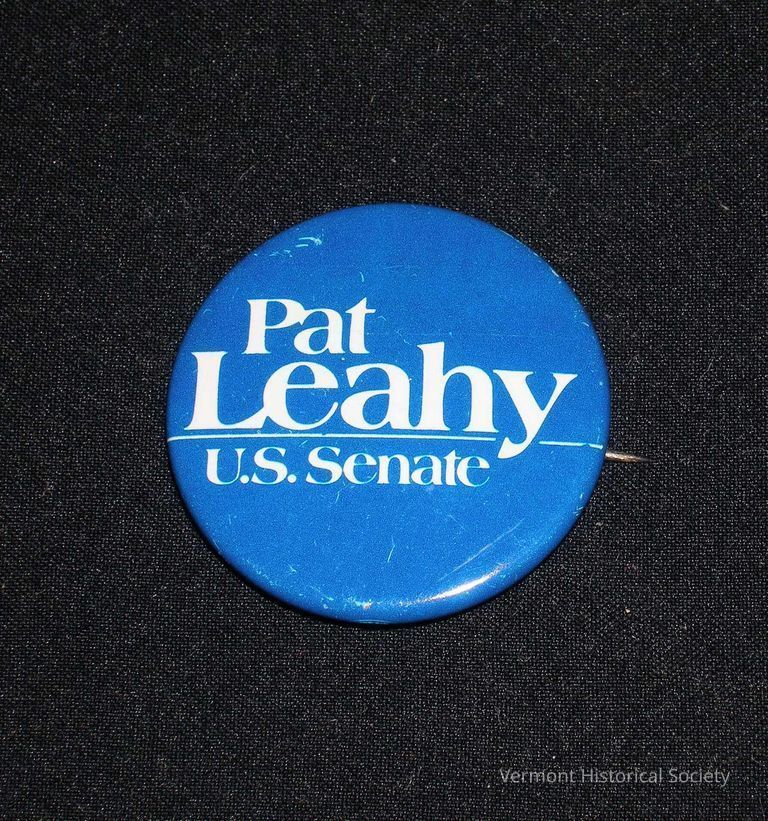 Pat
Leahy
U.S. Senate
Vermont Historical Society